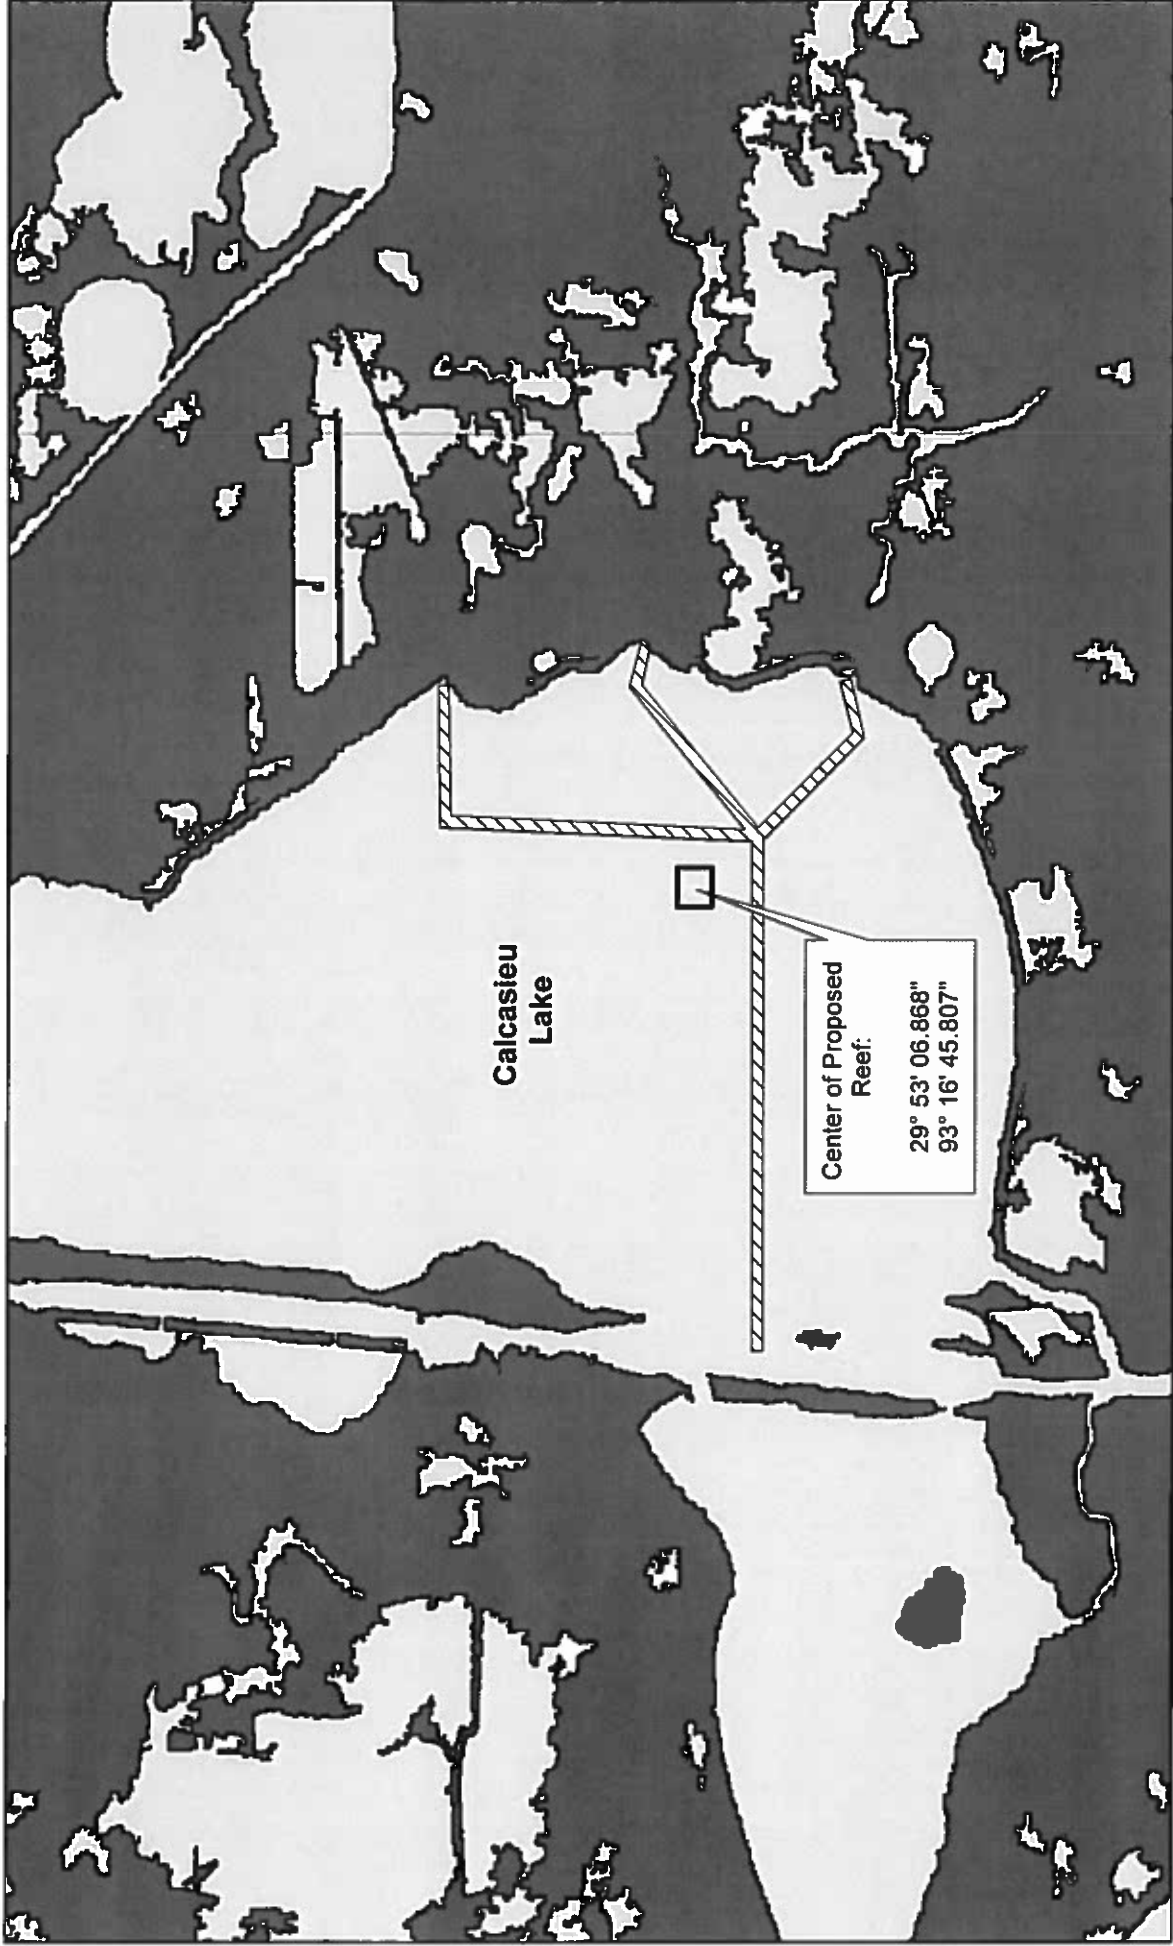 Calcasieu
Lake
Center of Proposed
Reef:
29° 53' 06.868"
93° 16' 45.807"